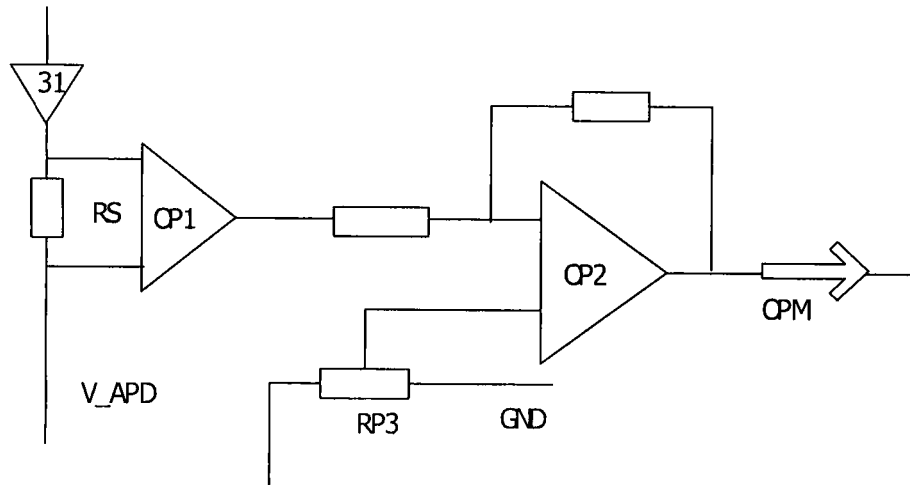 31
RS
OP1
OP2
OPM
V_APD
RP3
GND